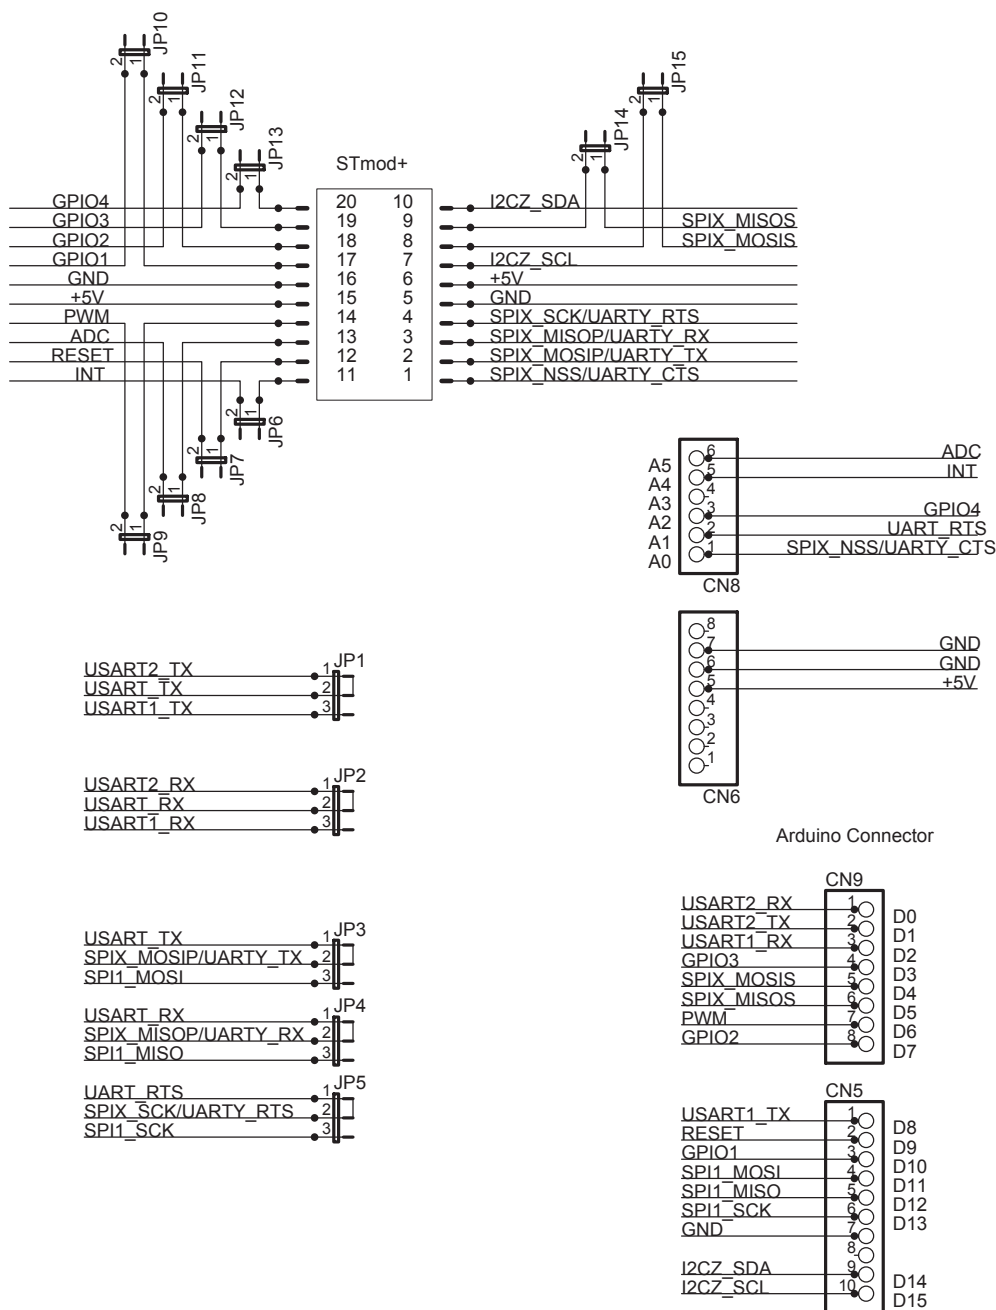 JP10
2 1
JP11
2 1
JP12
2 1
JP13
2 1
JP15
2 1
JP14
2 1
STmod+
GPIO4
GPIO3
GPIO2
GPIO1
GND
+5V
PWM
ADC
RESET
INT
20 10
19 9
18 8
17 7
16 6
15 5
14 4
13 3
12 2
11 1
I2CZ_SDA
SPIX_MISOS
SPIX_MOSIS
I2CZ_SCL
+5V
GND
SPIX_SCK/UARTY_RTS
SPIX_MISOP/UARTY_RX
SPIX_MOSIP/UARTY_TX
SPIX_NSS/UARTY_CTS
2 1
JP6
2 1
JP7
2 1
JP8
2 1
JP9
A5 6 ADC
A4 5 INT
A3 4
A2 3 GPIO4
A1 2 UART_RTS
A0 1 SPIX_NSS/UARTY_CTS
CN8
8
7 GND
6 GND
5 +5V
4
3
2
1
CN6
JP1
USART2_TX 1
USART_TX 2
USART1_TX 3
JP2
USART2_RX 1
USART_RX 2
USART1_RX 3
JP3
USART_TX 1
SPIX_MOSIP/UARTY_TX 2
SPI1_MOSI 3
JP4
USART_RX 1
SPIX_MISOP/UARTY_RX 2
SPI1_MISO 3
JP5
UART_RTS 1
SPIX_SCK/UARTY_RTS 2
SPI1_SCK 3
Arduino Connector
CN9
USART2_RX 1 D0
USART2_TX 2 D1
USART1_RX 3 D2
GPIO3 4 D3
SPIX_MOSIS 5 D4
SPIX_MISOS 6 D5
PWM 7 D6
GPIO2 8 D7
CN5
USART1_TX 1 D8
RESET 2 D9
GPIO1 3 D10
SPI1_MOSI 4 D11
SPI1_MISO 5 D12
SPI1_SCK 6 D13
GND 7
8
I2CZ_SDA 9 D14
I2CZ_SCL 10 D15